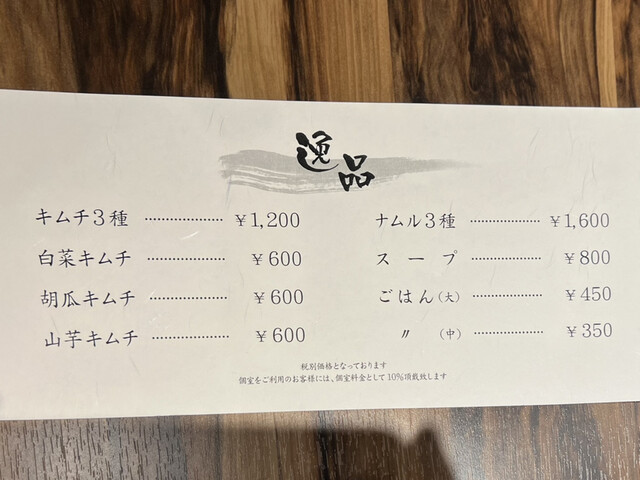 逸品
キムチ3種 ………………… ￥1,200
白菜キムチ ………………… ￥600
胡瓜キムチ ………………… ￥600
山芋キムチ ………………… ￥600
ナムル3種 ………………… ￥1,600
スープ ………………… ￥800
ごはん(大) ………………… ￥450
〃 (中) ………………… ￥350
税別価格となっております
個室をご利用のお客様には、個室料金として10%頂戴致します